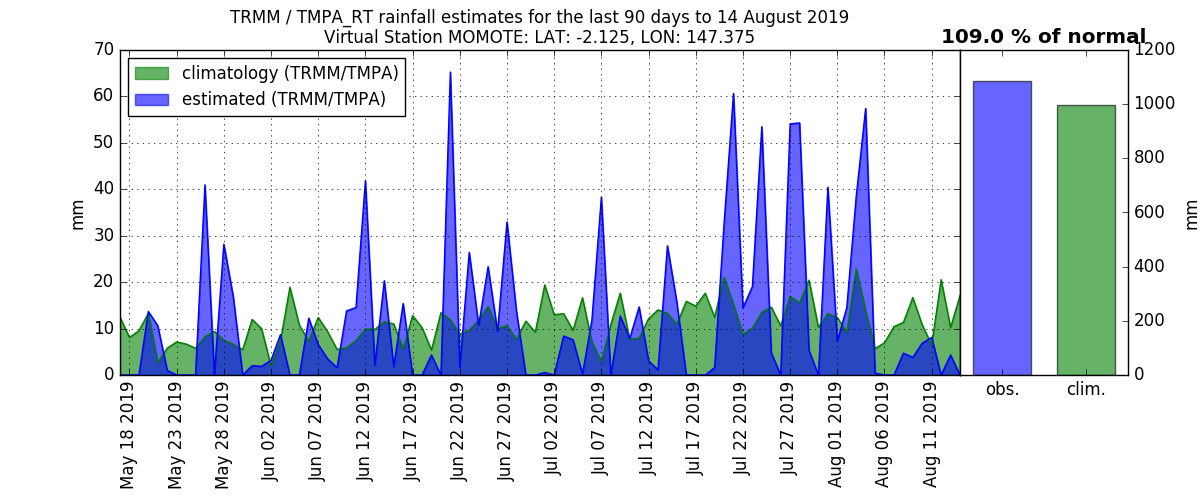 TRMM / TMPA_RT rainfall estimates for the last 90 days to 14 August 2019
Virtual Station MOMOTE: LAT: -2.125, LON: 147.375
109.0 % of normal
climatology (TRMM/TMPA)
estimated (TRMM/TMPA)
mm
70
60
50
40
30
20
10
0
May 18 2019
May 23 2019
May 28 2019
Jun 02 2019
Jun 07 2019
Jun 12 2019
Jun 17 2019
Jun 22 2019
Jun 27 2019
Jul 02 2019
Jul 07 2019
Jul 12 2019
Jul 17 2019
Jul 22 2019
Jul 27 2019
Aug 01 2019
Aug 06 2019
Aug 11 2019
obs.
clim.
1200
1000
800
600
400
200
0
mm